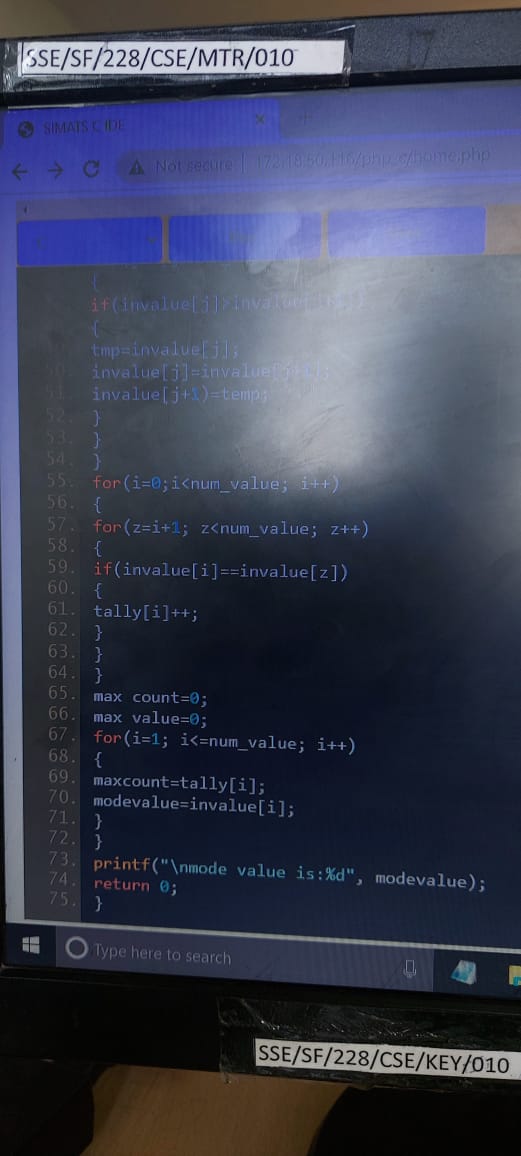 SSE/SF/228/CSE/MTR/010
SIMATS C IDE
Not secure | 172.18.50.116/php_c/home.php
{
if(invalue[j]>invalue[j+1])
{
tmp=invalue[j];
50. invalue[j]=invalue[j+1];
51. invalue[j+1)=temp;
52. }
53. }
54. }
55. for(i=0;i<num_value; i++)
56. {
57. for(z=i+1; z<num_value; z++)
58. {
59. if(invalue[i]==invalue[z])
60. {
61. tally[i]++;
62. }
63. }
64. }
65. max count=0;
66. max value=0;
67. for(i=1; i<=num_value; i++)
68. {
69. maxcount=tally[i];
70. modevalue=invalue[i];
71. }
72. }
73. printf("\nmode value is:%d", modevalue);
74. return 0;
75. }
Type here to search
SSE/SF/228/CSE/KEY/010